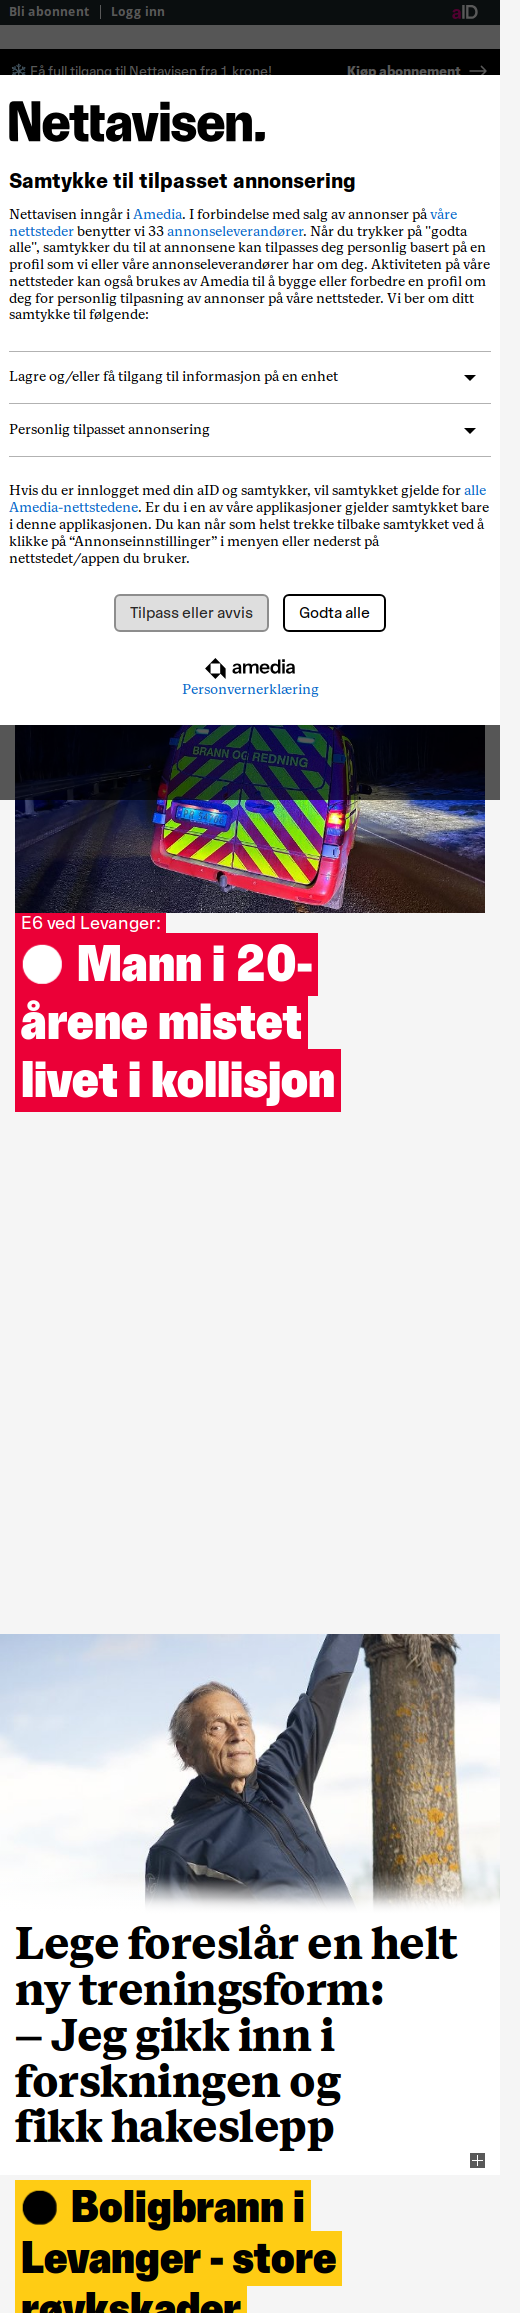 Bli abonnent | Logg inn
aID
Få full tilgang til Nettavisen fra 1 krone!
Kjøp abonnement
Nettavisen.
Samtykke til tilpasset annonsering
Nettavisen inngår i Amedia. I forbindelse med salg av annonser på våre
nettsteder benytter vi 33 annonseleverandører. Når du trykker på "godta
alle", samtykker du til at annonsene kan tilpasses deg personlig basert på en
profil som vi eller våre annonseleverandører har om deg. Aktiviteten på våre
nettsteder kan også brukes av Amedia til å bygge eller forbedre en profil om
deg for personlig tilpasning av annonser på våre nettsteder. Vi ber om ditt
samtykke til følgende:
Lagre og/eller få tilgang til informasjon på en enhet
Personlig tilpasset annonsering
Hvis du er innlogget med din aID og samtykker, vil samtykket gjelde for alle
Amedia-nettstedene. Er du i en av våre applikasjoner gjelder samtykket bare
i denne applikasjonen. Du kan når som helst trekke tilbake samtykket ved å
klikke på “Annonseinnstillinger” i menyen eller nederst på
nettstedet/appen du bruker.
Tilpass eller avvis
Godta alle
amedia
Personvernerklæring
BRANN OG REDNING
E6 ved Levanger:
Mann i 20-
årene mistet
livet i kollisjon
Lege foreslår en helt
ny treningsform:
– Jeg gikk inn i
forskningen og
fikk hakeslepp
Boligbrann i
Levanger - store
røykskader